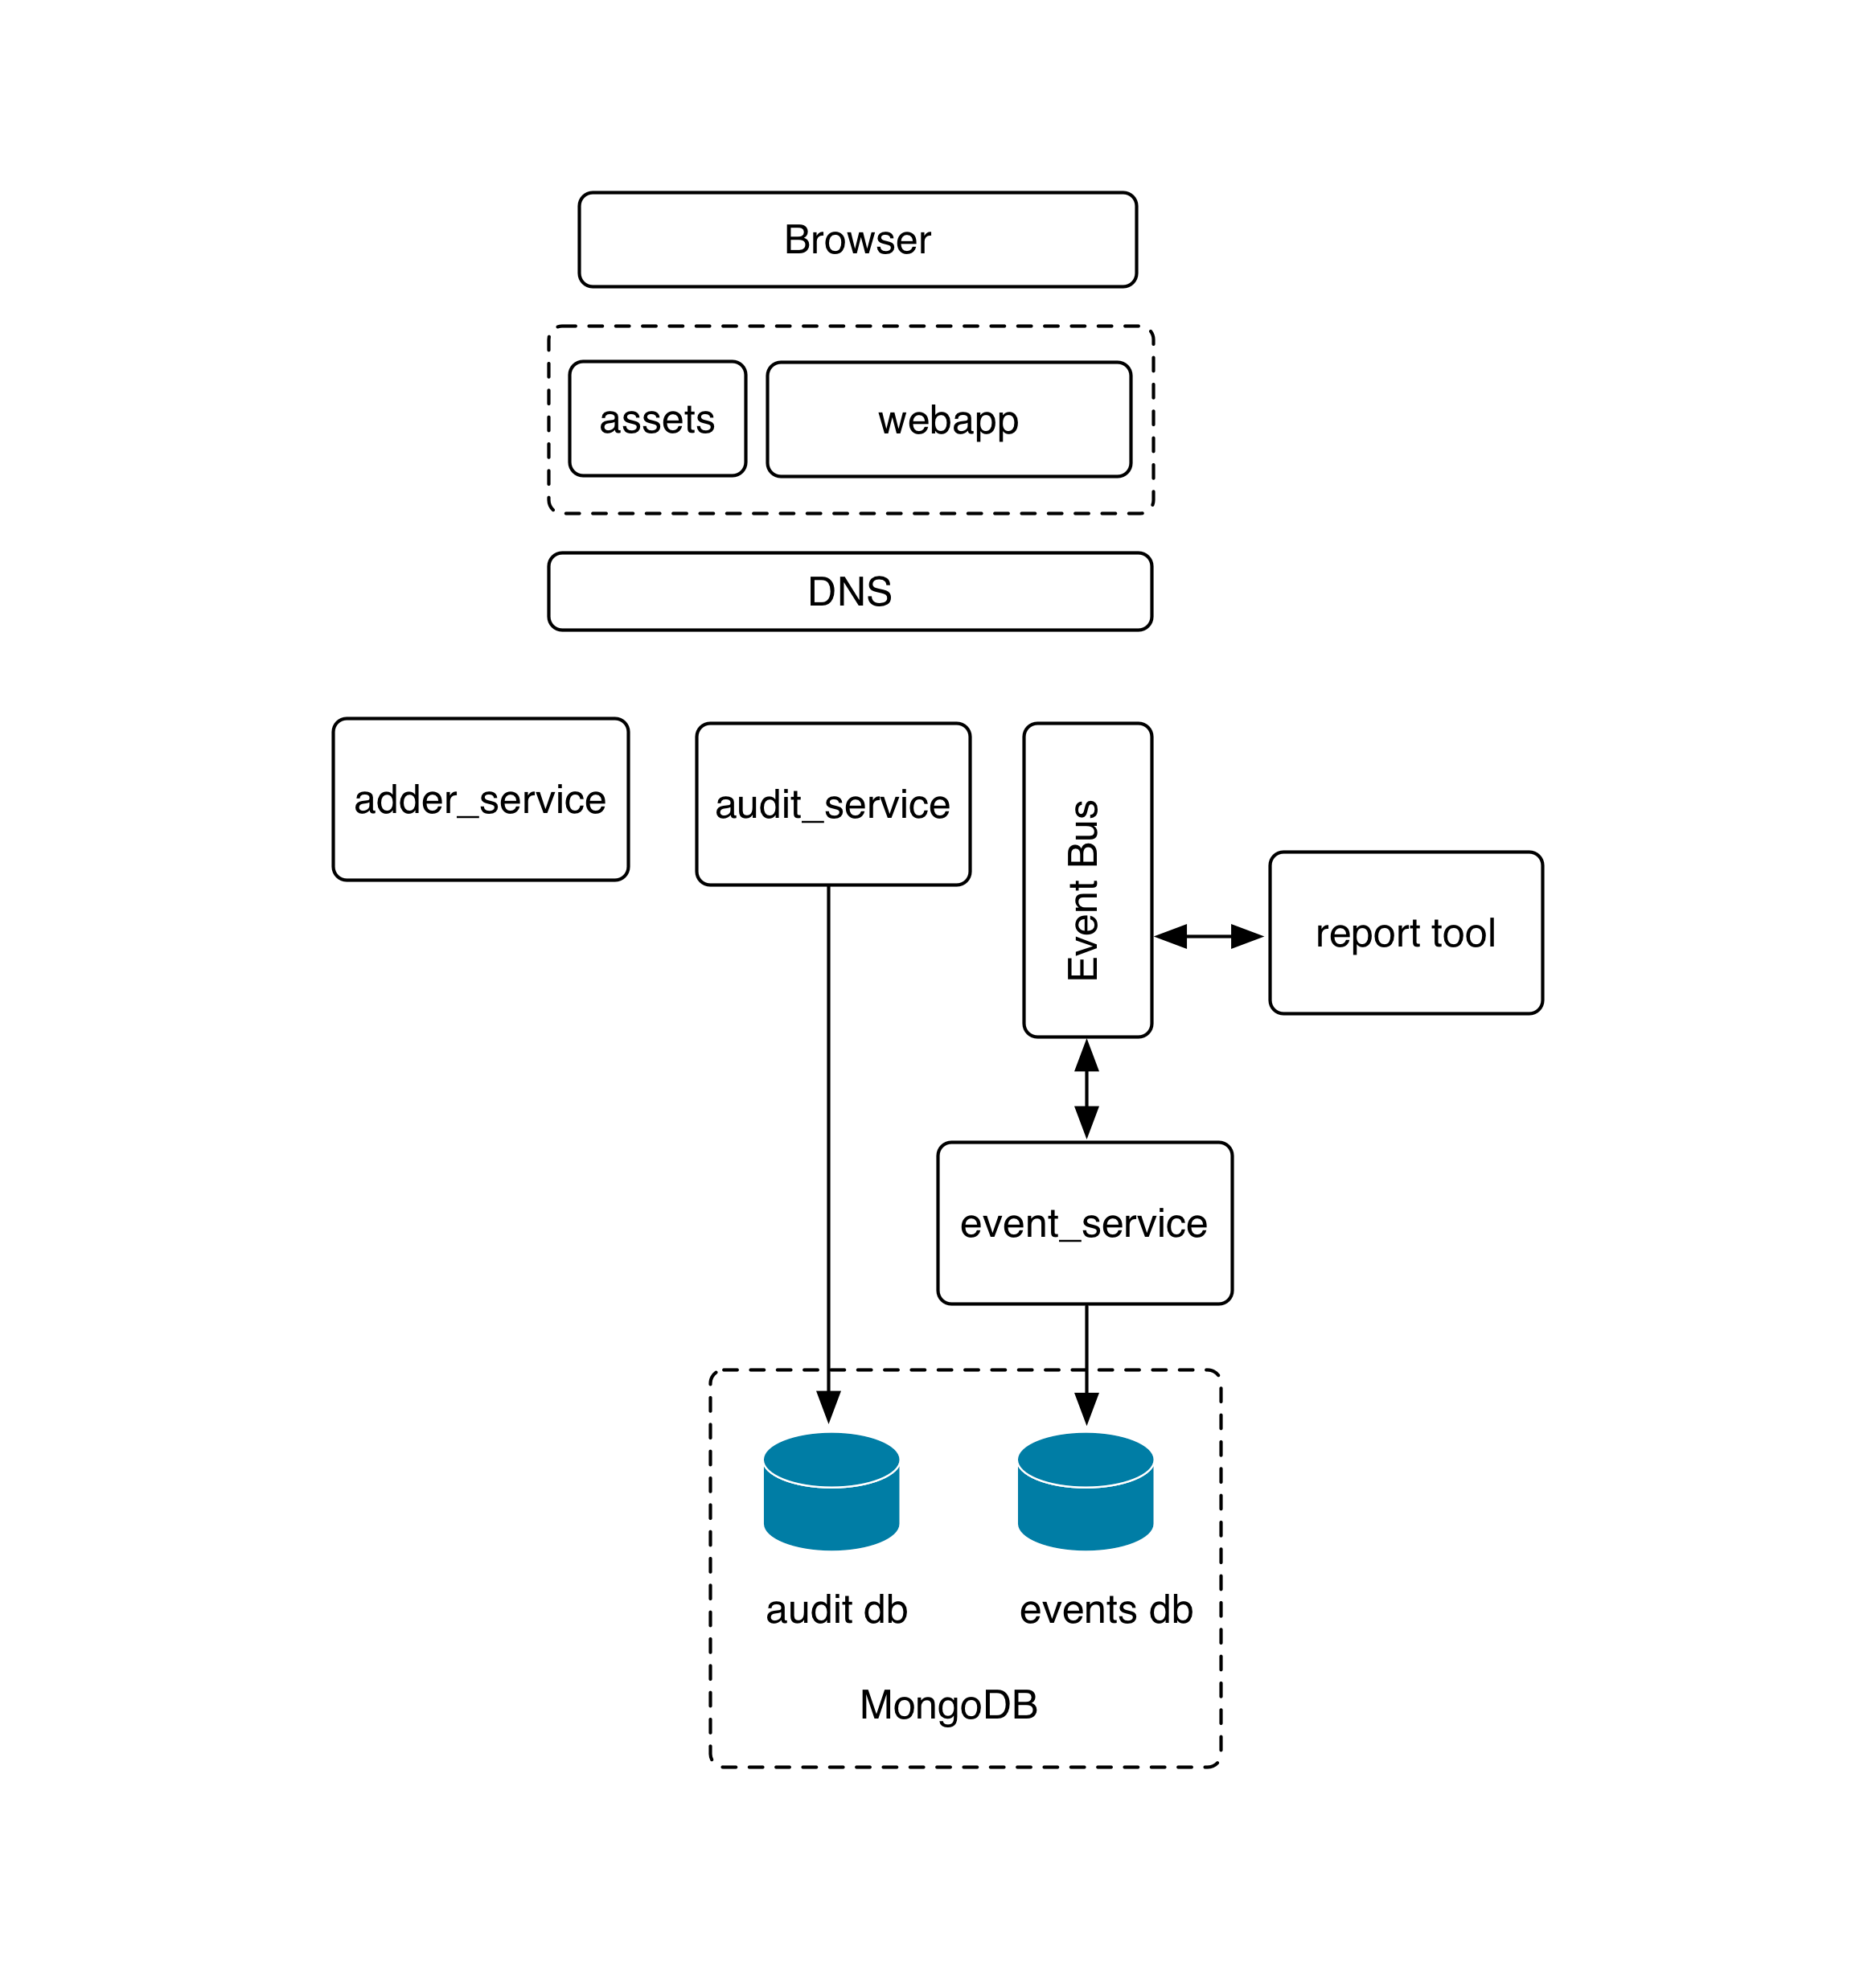 Browser
assets
webapp
DNS
adder_service
audit_service
Event Bus
report tool
event_service
audit db
events db
MongoDB